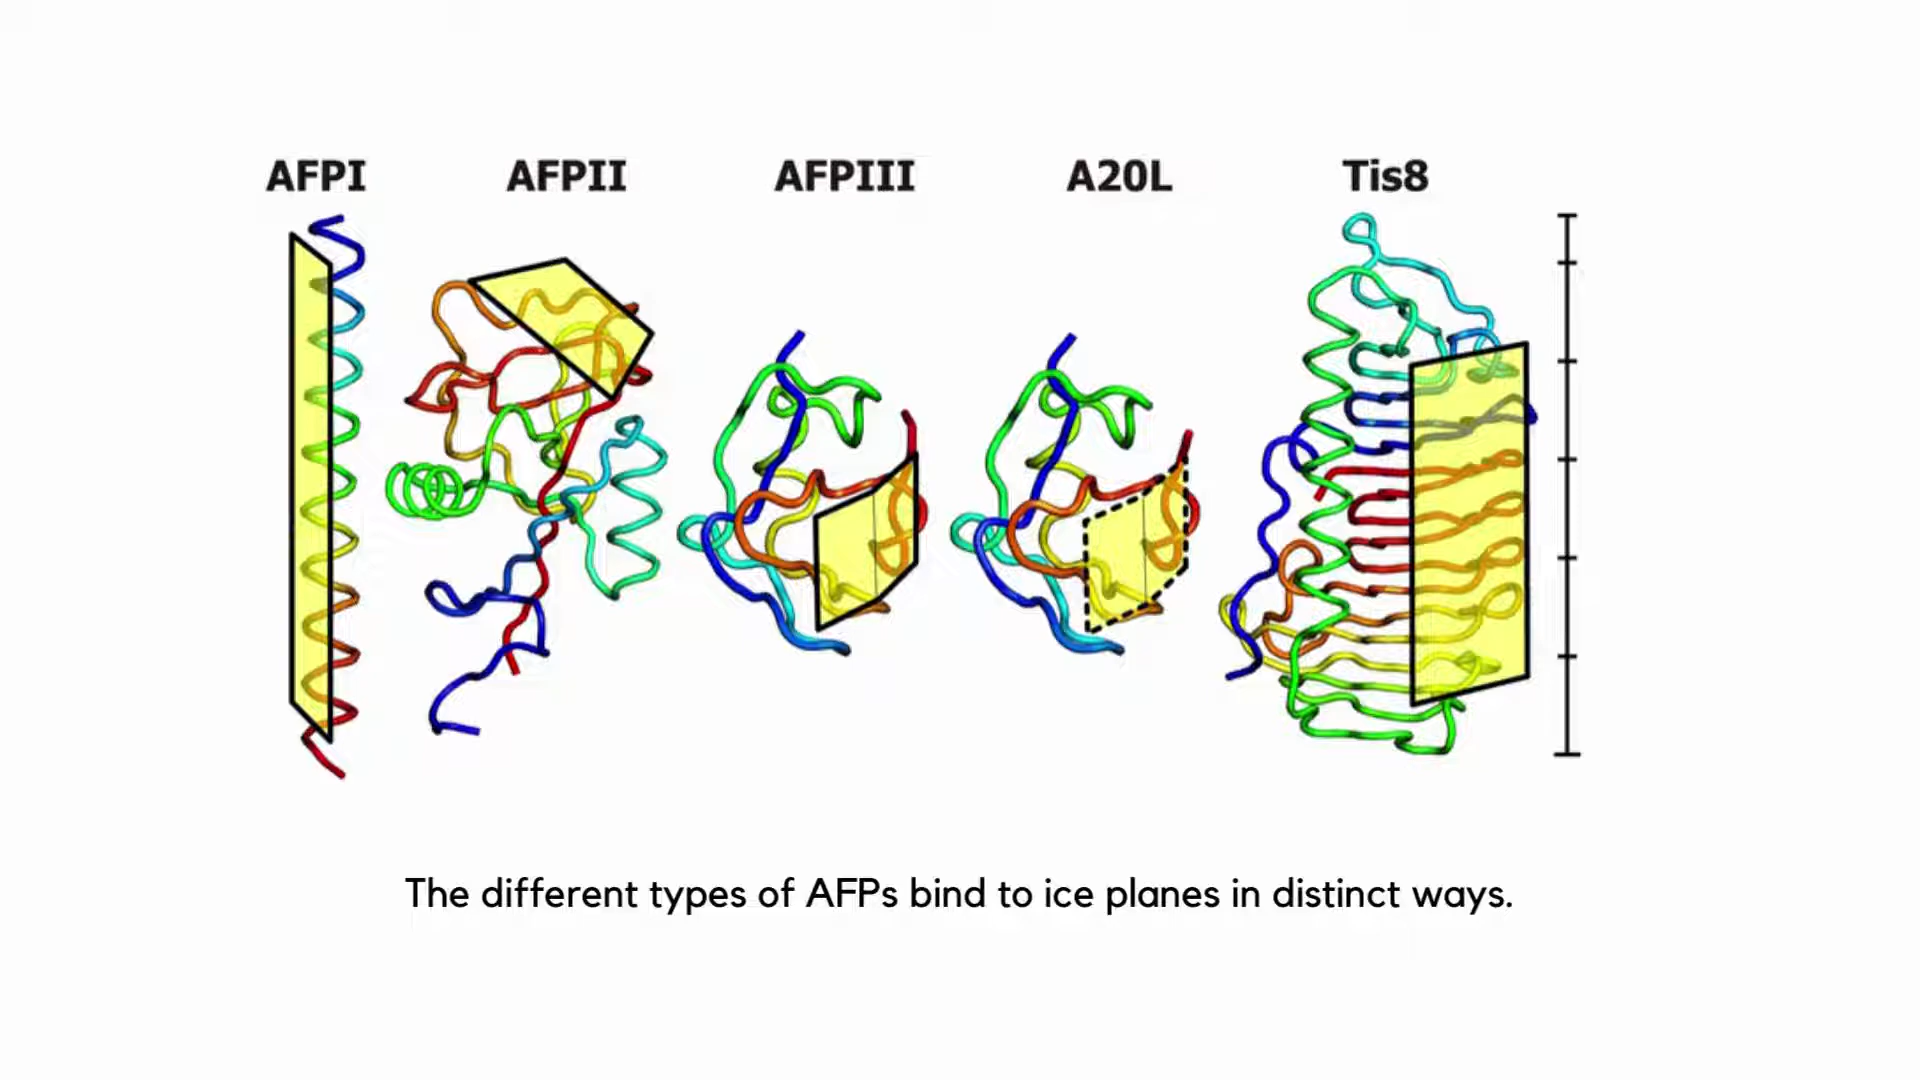 AFPI AFPII AFPIII A20L Tis8
The different types of AFPs bind to ice planes in distinct ways.